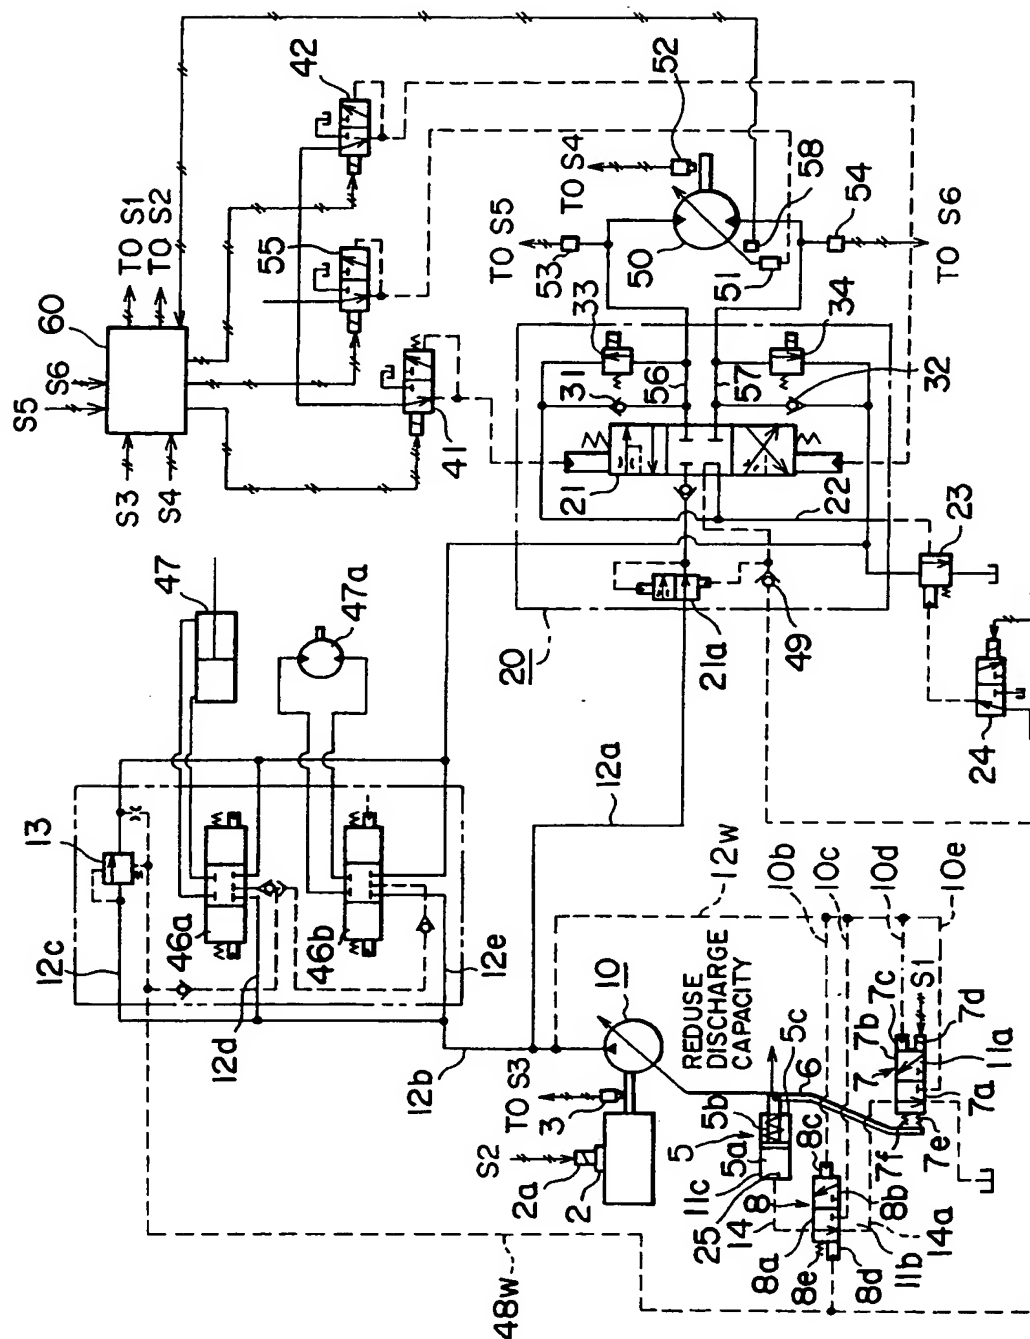 42
TO S1
TO S2
60
S6
S5
S3
S4
55
41
52
TO S4
TO S5
53
50
58
54
51
TO S6
33
34
31
56
57
32
21
22
23
20
21a
49
24
47
47a
13
12c
46a
46b
12d
12e
12a
12b
12w
10
TO S3
3
S2
2a
2
REDUSE
DISCHARGE
CAPACITY
10b
10c
10d
10e
5
5a
5b
5c
6
11c
25
14
8
8a
8b
8c
8d
8e
11b
14a
7
7a
7b
7c
7d
7e
7f
S1
11a
48w